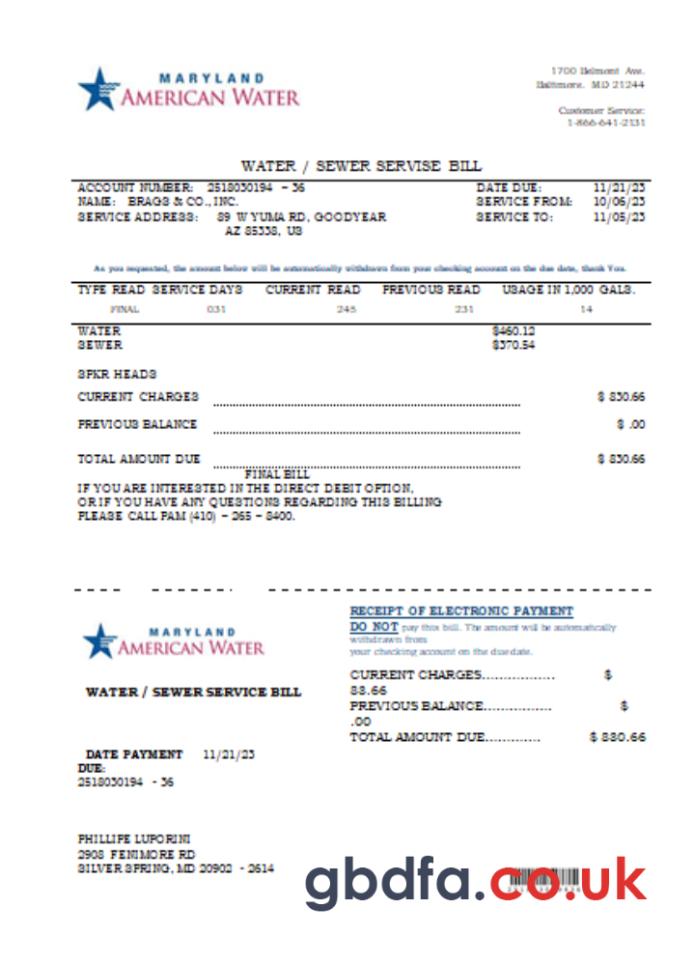 MARYLAND
AMERICAN WATER
1700 Belmont Ave.
Baltimore, MD 21244
Customer Service:
1-866-641-2131
WATER / SEWER SERVISE BILL
ACCOUNT NUMBER: 2518030194 - 36
DATE DUE: 11/21/23
NAME: BRAGS & CO., INC.
SERVICE FROM: 10/06/23
SERVICE ADDRESS: 89 W YUMA RD, GOODYEAR
SERVICE TO: 11/05/23
AZ 85338, US
As you requested, the amount below will be automatically withdrawn from your checking account on the due date, thank You.
TYPE READ SERVICE DAYS CURRENT READ PREVIOUS READ USAGE IN 1,000 GALS.
FINAL 031 245 231 14
WATER $460.12
SEWER $370.54
SPKR HEADS
CURRENT CHARGES $ 830.66
PREVIOUS BALANCE $ .00
TOTAL AMOUNT DUE $ 830.66
FINAL BILL
IF YOU ARE INTERESTED IN THE DIRECT DEBIT OPTION,
OR IF YOU HAVE ANY QUESTIONS REGARDING THIS BILLING
PLEASE CALL PAM (410) - 265 - 8400.
MARYLAND
AMERICAN WATER
WATER / SEWER SERVICE BILL
DATE PAYMENT 11/21/23
DUE:
2518030194 - 36
RECEIPT OF ELECTRONIC PAYMENT
DO NOT pay this bill. The amount will be automatically
withdrawn from
your checking account on the due date.
CURRENT CHARGES................. $
88.66
PREVIOUS BALANCE................ $
.00
TOTAL AMOUNT DUE............. $ 880.66
PHILLIPE LUPORINI
2908 FENIMORE RD
SILVER SPRING, MD 20902 - 2614
gbdfa.co.uk